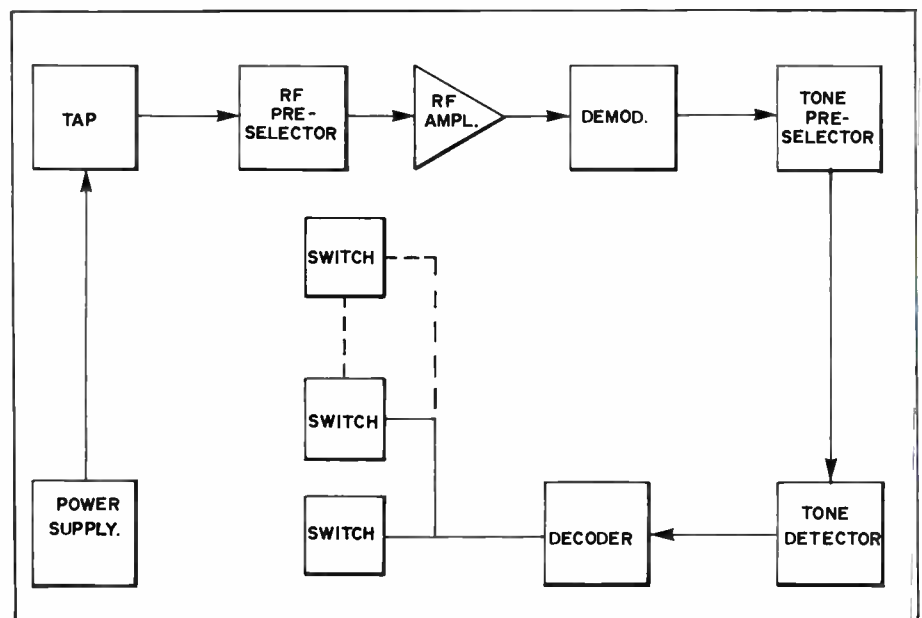 TAP
RF
PRE-
SELECTOR
RF
AMPL.
DEMOD.
TONE
PRE-
SELECTOR
SWITCH
SWITCH
POWER
SUPPLY.
SWITCH
DECODER
TONE
DETECTOR